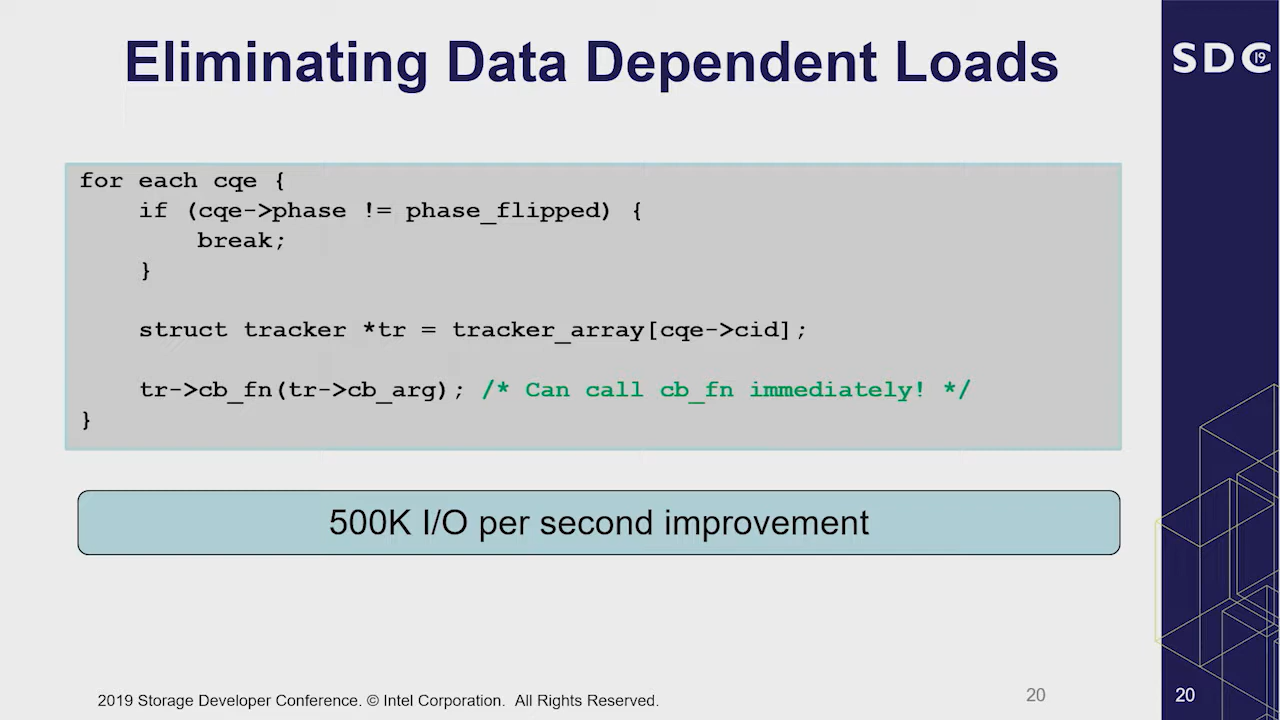 Eliminating Data Dependent Loads
SDC 19
for each cqe {
    if (cqe->phase != phase_flipped) {
        break;
    }
    struct tracker *tr = tracker_array[cqe->cid];
    tr->cb_fn(tr->cb_arg); /* Can call cb_fn immediately! */
}
500K I/O per second improvement
2019 Storage Developer Conference. © Intel Corporation.  All Rights Reserved.
20
20